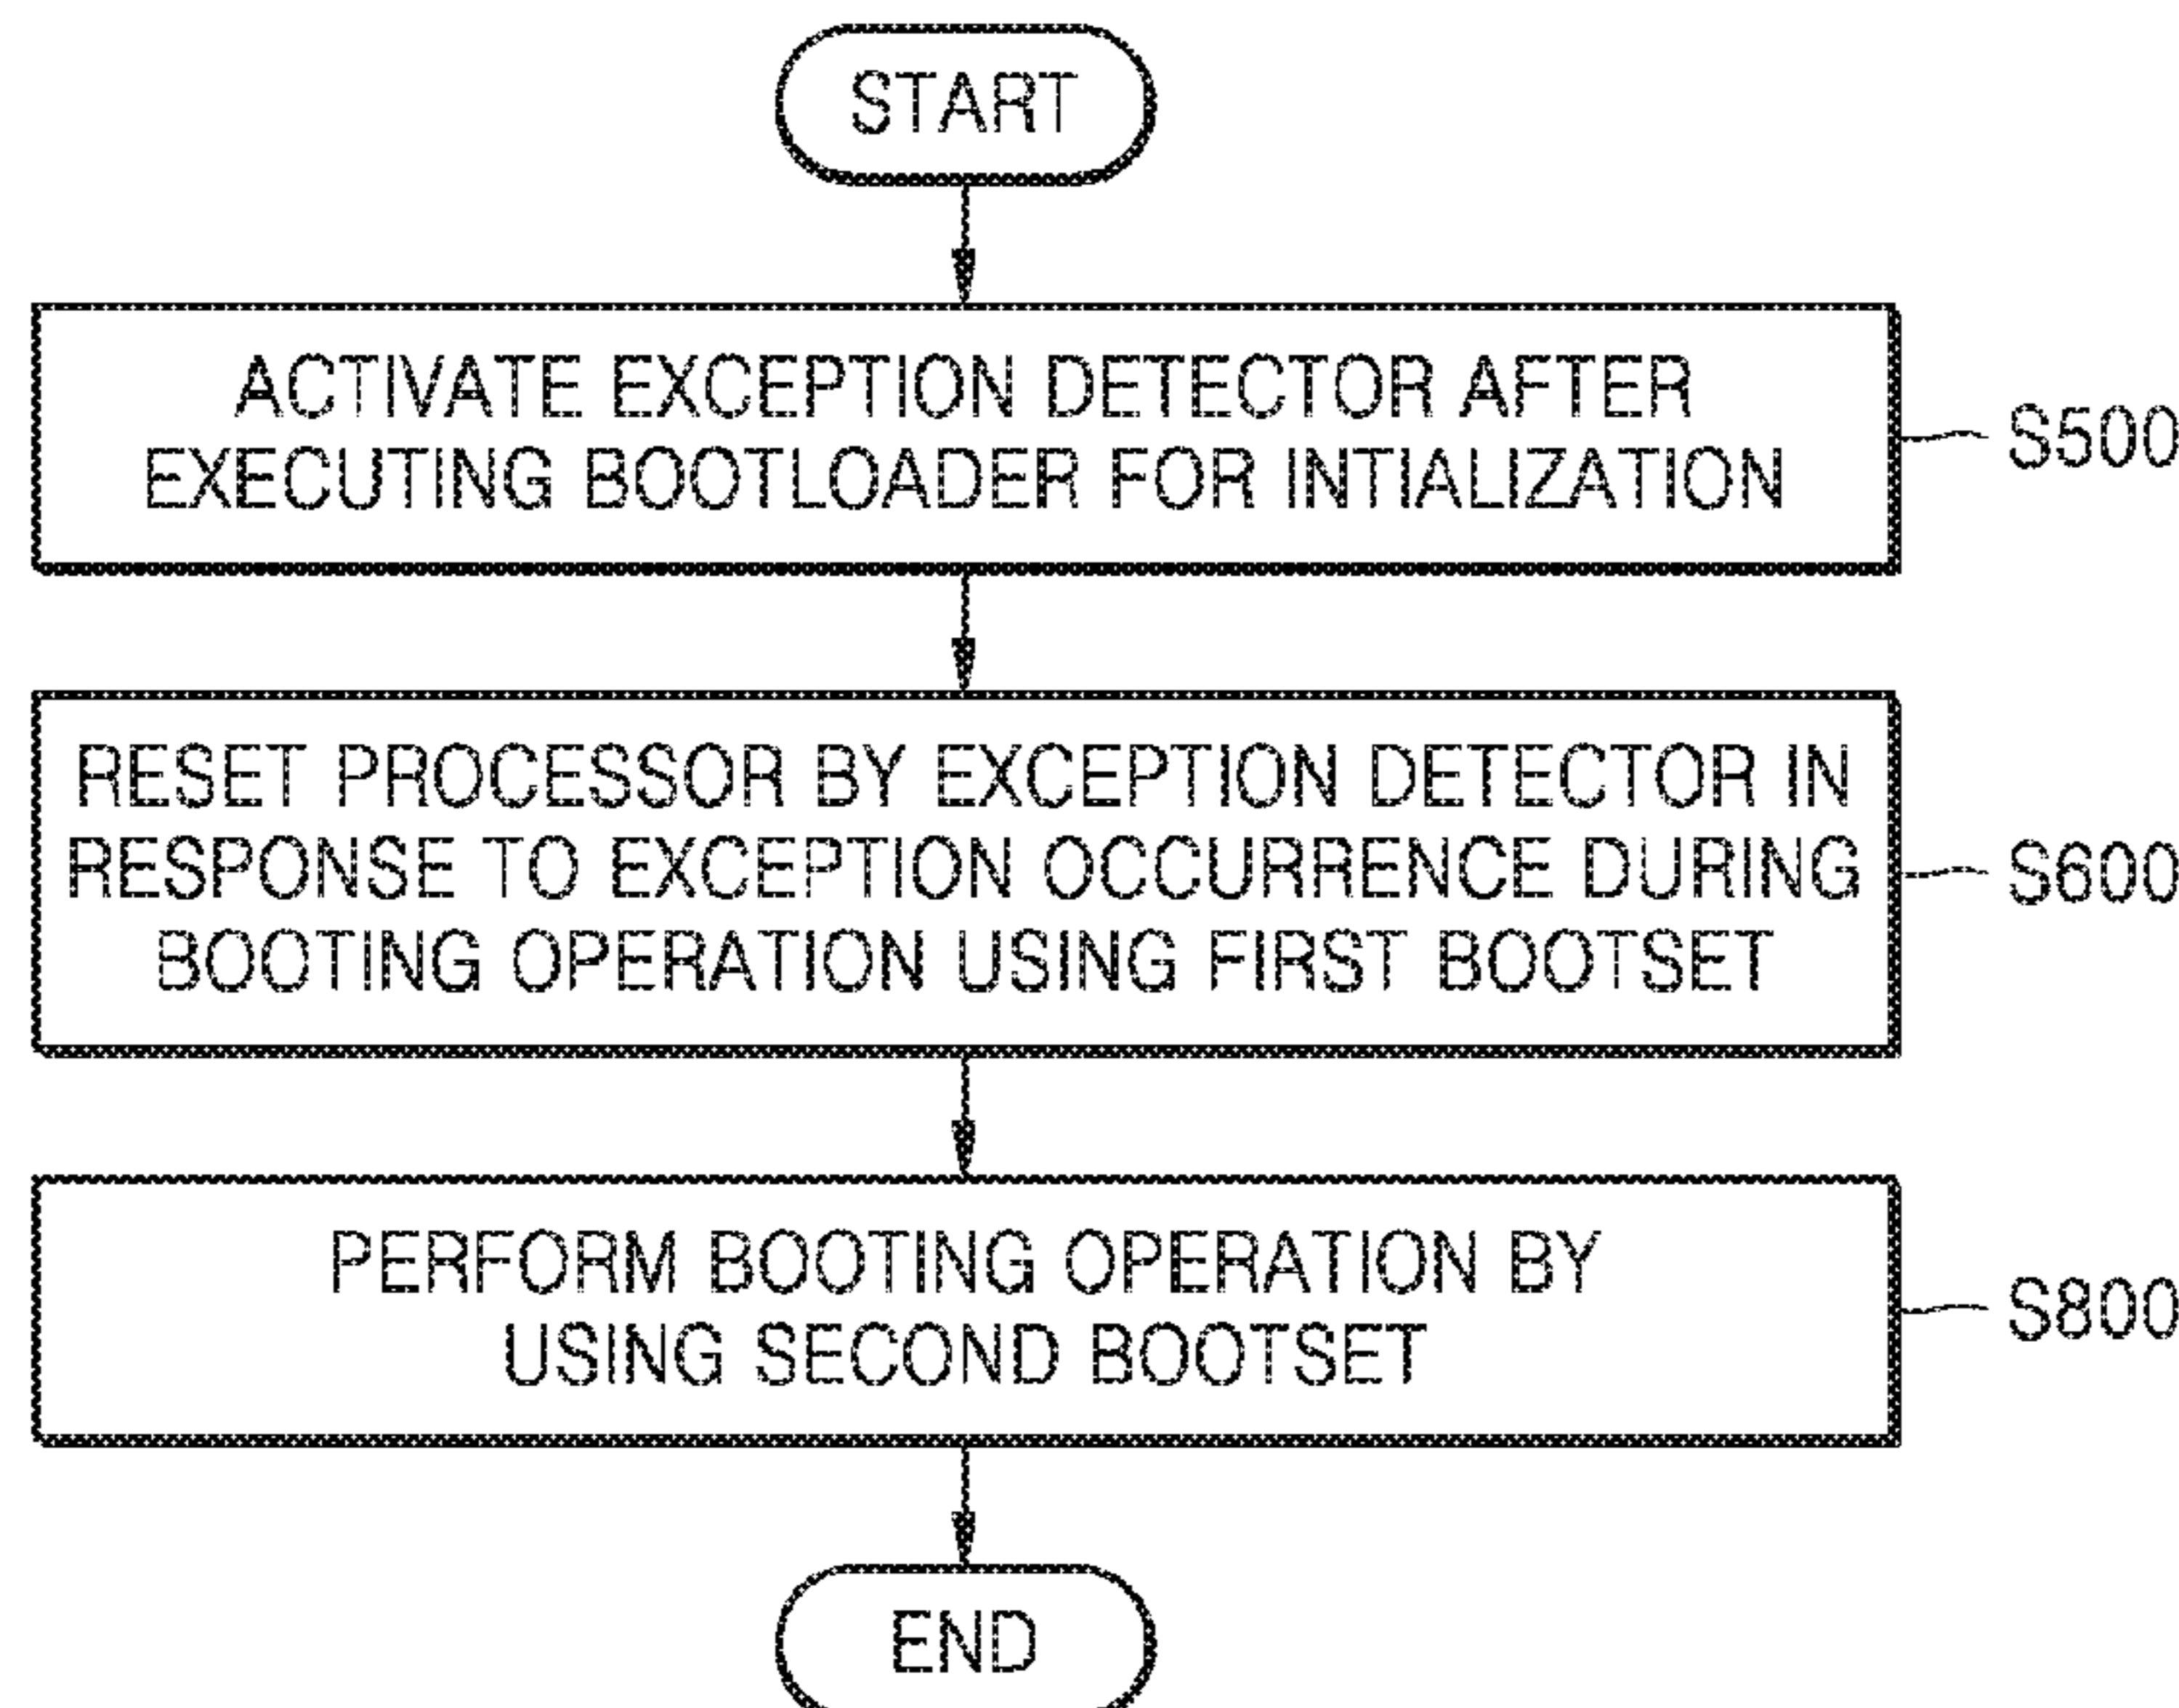 START
ACTIVATE EXCEPTION DETECTOR AFTER
EXECUTING BOOTLOADER FOR INTIALIZATION
S500
RESET PROCESSOR BY EXCEPTION DETECTOR IN
RESPONSE TO EXCEPTION OCCURRENCE DURING
BOOTING OPERATION USING FIRST BOOTSET
S600
PERFORM BOOTING OPERATION BY
USING SECOND BOOTSET
S800
END